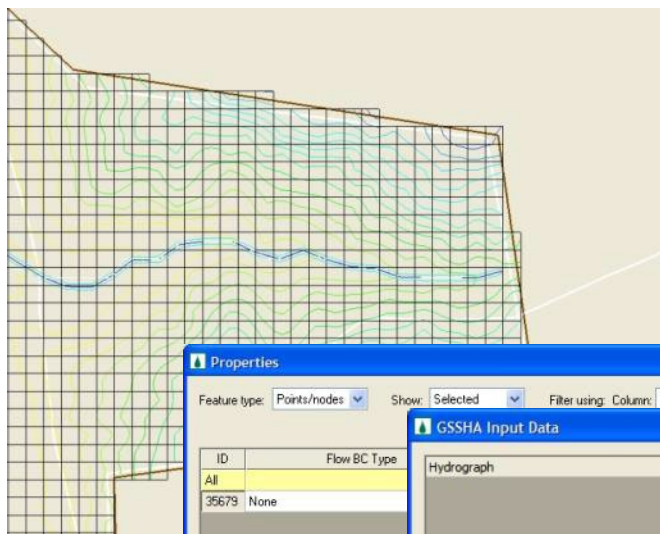 Properties
Feature type: Points/nodes Show: Selected Filter using: Column:
GSSHA Input Data
ID Flow BC Type
Hydrograph
All
35679 None